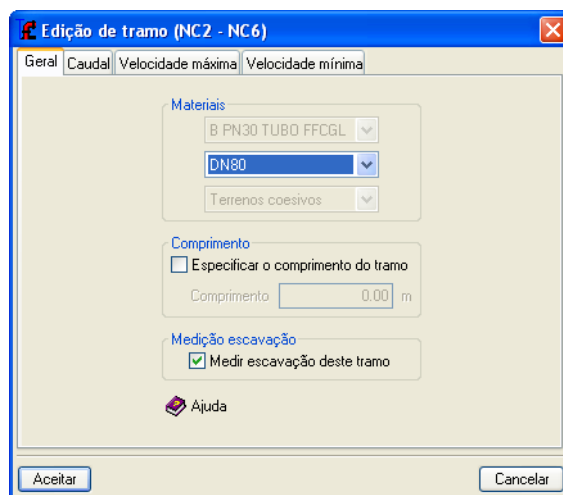 Edição de tramo (NC2 - NC6)
Geral Caudal Velocidade máxima Velocidade mínima
Materiais
B PN30 TUBO FFCGL
DN80
Terrenos coesivos
Comprimento
Especificar o comprimento do tramo
Comprimento 0.00 m
Medição escavação
Medir escavação deste tramo
Ajuda
Aceitar Cancelar